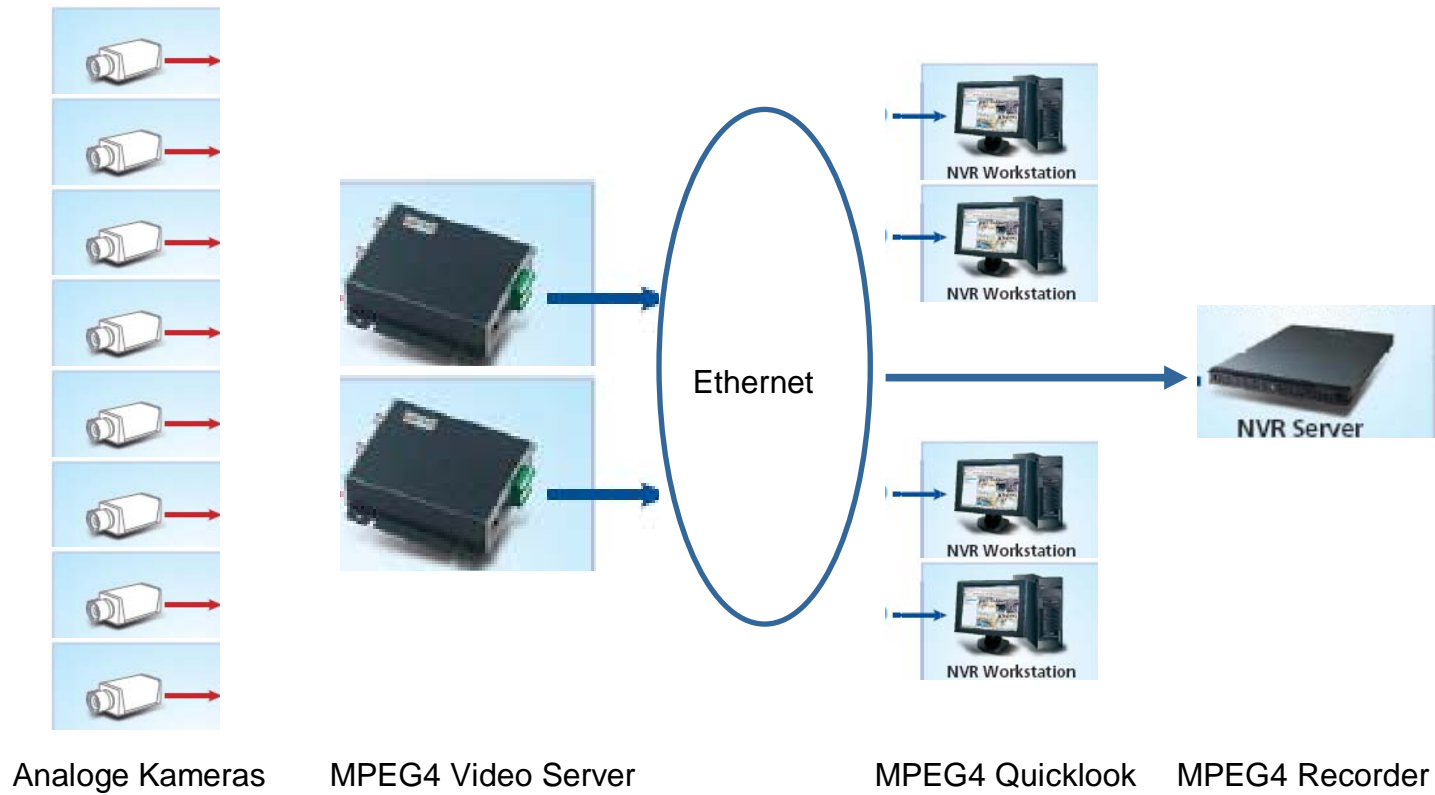 NVR Workstation
NVR Workstation
Ethernet
NVR Server
NVR Workstation
NVR Workstation
Analoge Kameras
MPEG4 Video Server
MPEG4 Quicklook
MPEG4 Recorder